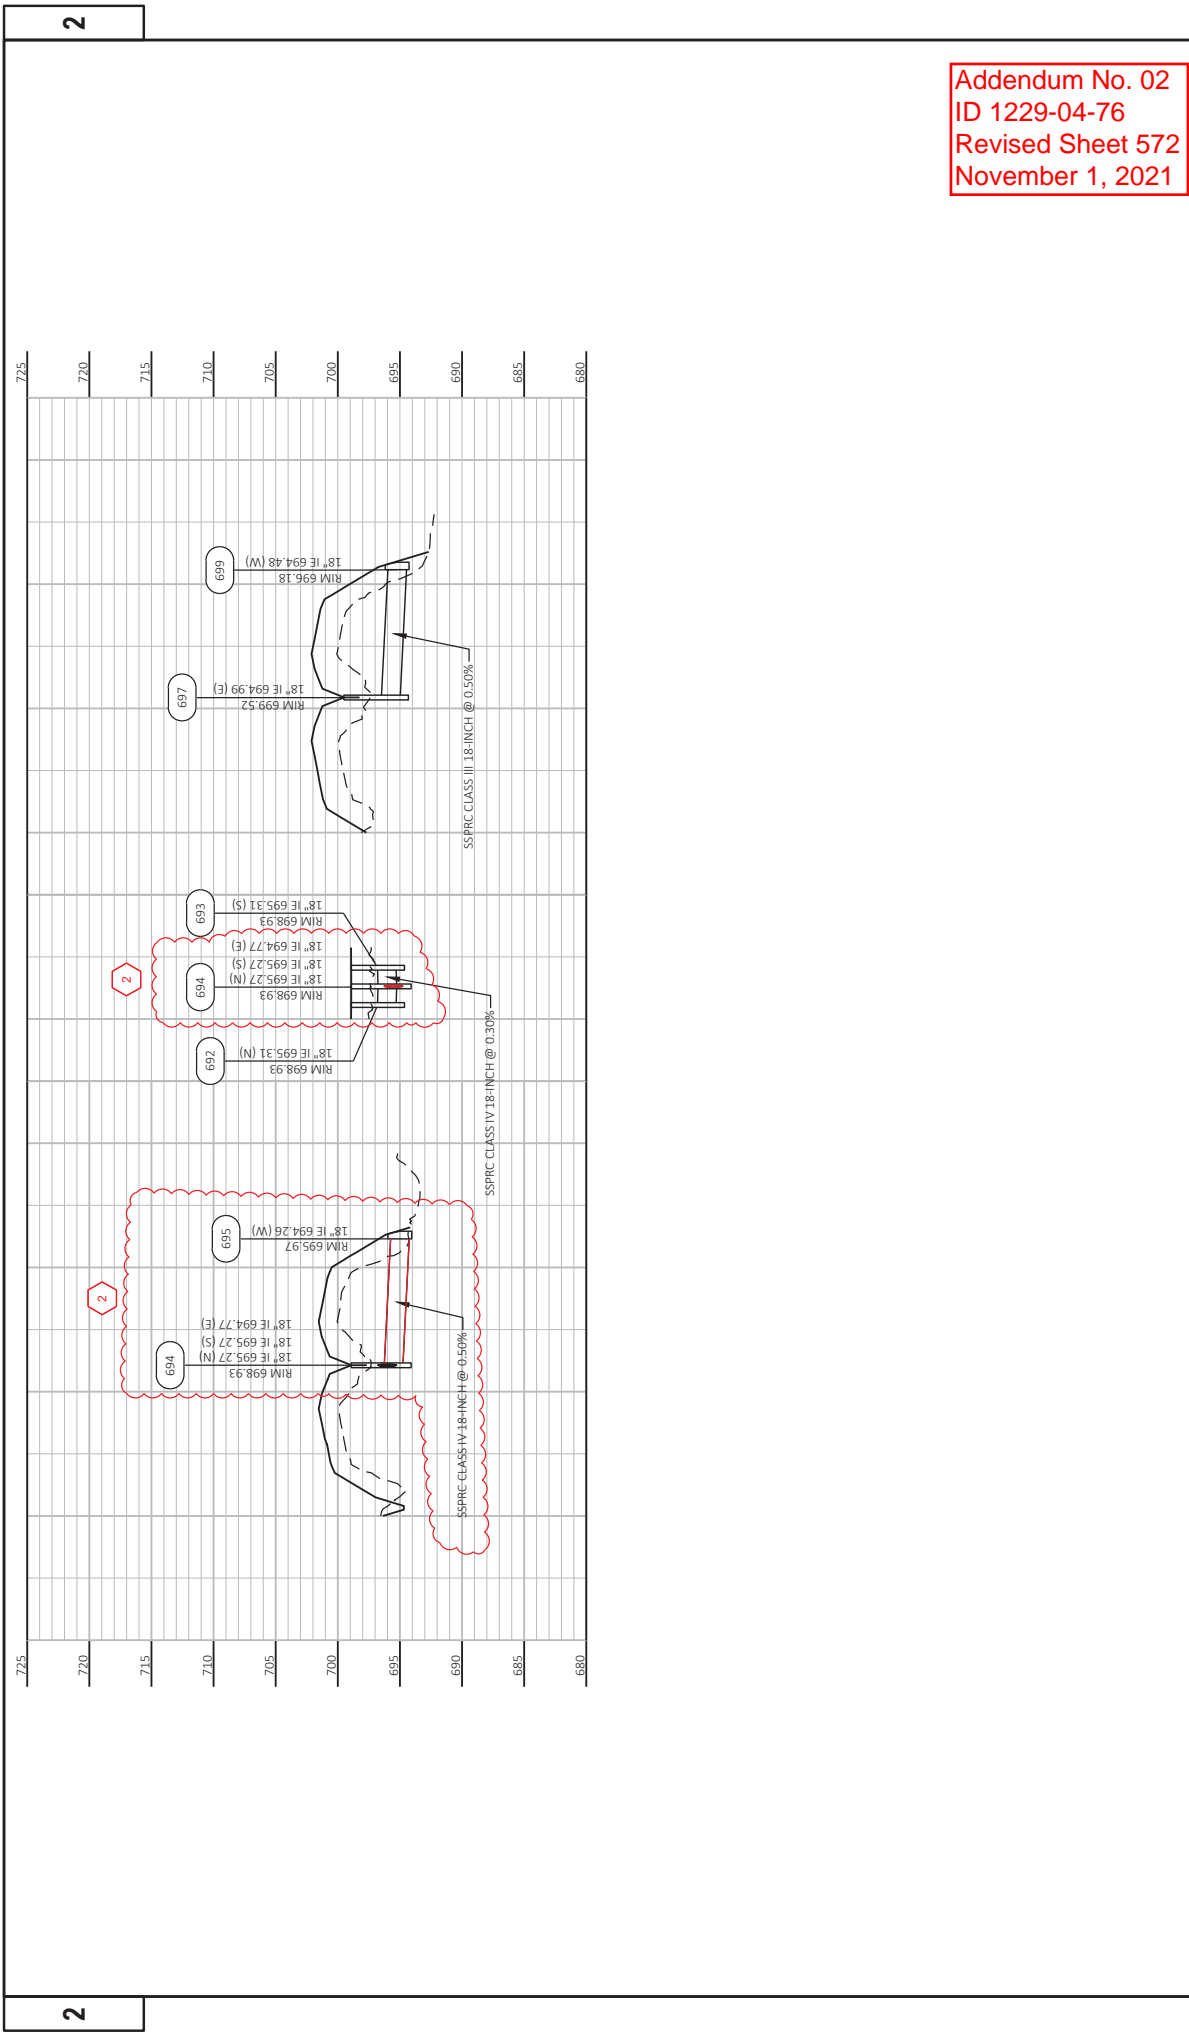 2
Addendum No. 02
ID 1229-04-76
Revised Sheet 572
November 1, 2021
725
720
715
710
705
700
695
690
685
680
699
RIM 696.18
18" IE 694.48 (W)
697
RIM 699.52
18" IE 694.99 (E)
SSPRC CLASS III 18-INCH @ 0.50%
693
RIM 698.93
18" IE 695.31 (S)
2
694
RIM 698.93
18" IE 695.27 (N)
18" IE 695.27 (S)
18" IE 694.77 (E)
692
RIM 698.93
18" IE 695.31 (N)
SSPRC CLASS IV 18-INCH @ 0.30%
695
RIM 695.97
18" IE 694.26 (W)
2
694
RIM 698.93
18" IE 695.27 (N)
18" IE 695.27 (S)
18" IE 694.77 (E)
SSPRC CLASS IV 18-INCH @ 0.50%
725
720
715
710
705
700
695
690
685
680
2